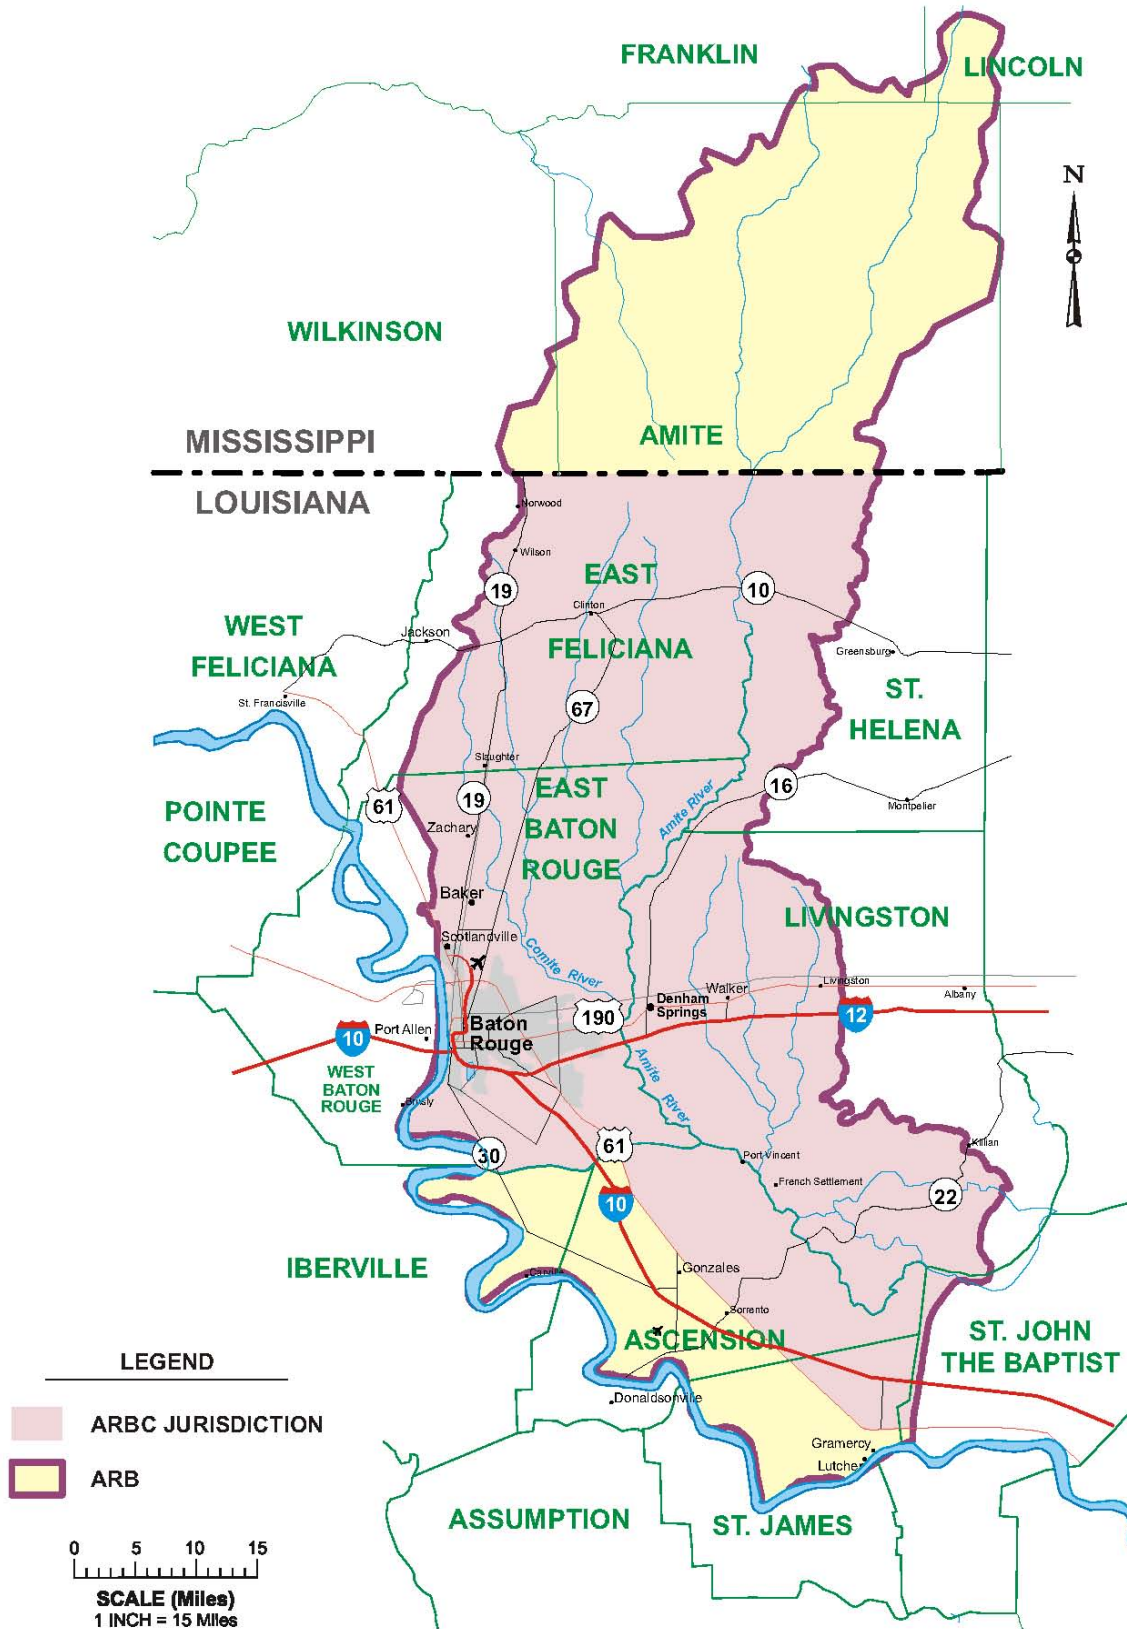 FRANKLIN
LINCOLN
N
WILKINSON
AMITE
MISSISSIPPI
LOUISIANA
Norwood
Wilson
EAST
19
10
Clinton
WEST
Jackson
FELICIANA
FELICIANA
Greensburg
ST.
HELENA
St. Francisville
67
Slaughter
16
EAST
BATON
ROUGE
61
19
Amite River
Montpelier
POINTE
COUPEE
Zachary
Baker
LIVINGSTON
Scotlandville
Comite River
Livingston
Walker
Albany
Denham
Springs
190
12
Baton
Rouge
Port Allen
10
WEST
BATON
ROUGE
Amite River
Brusly
61
30
Killian
Port Vincent
French Settlement
22
10
IBERVILLE
Gonzales
Carville
Sorrento
ASCENSION
ST. JOHN
THE BAPTIST
Donaldsonville
Gramercy
Lutcher
ASSUMPTION
ST. JAMES
LEGEND
ARBC JURISDICTION
ARB
0 5 10 15
SCALE (Miles)
1 INCH = 15 Miles